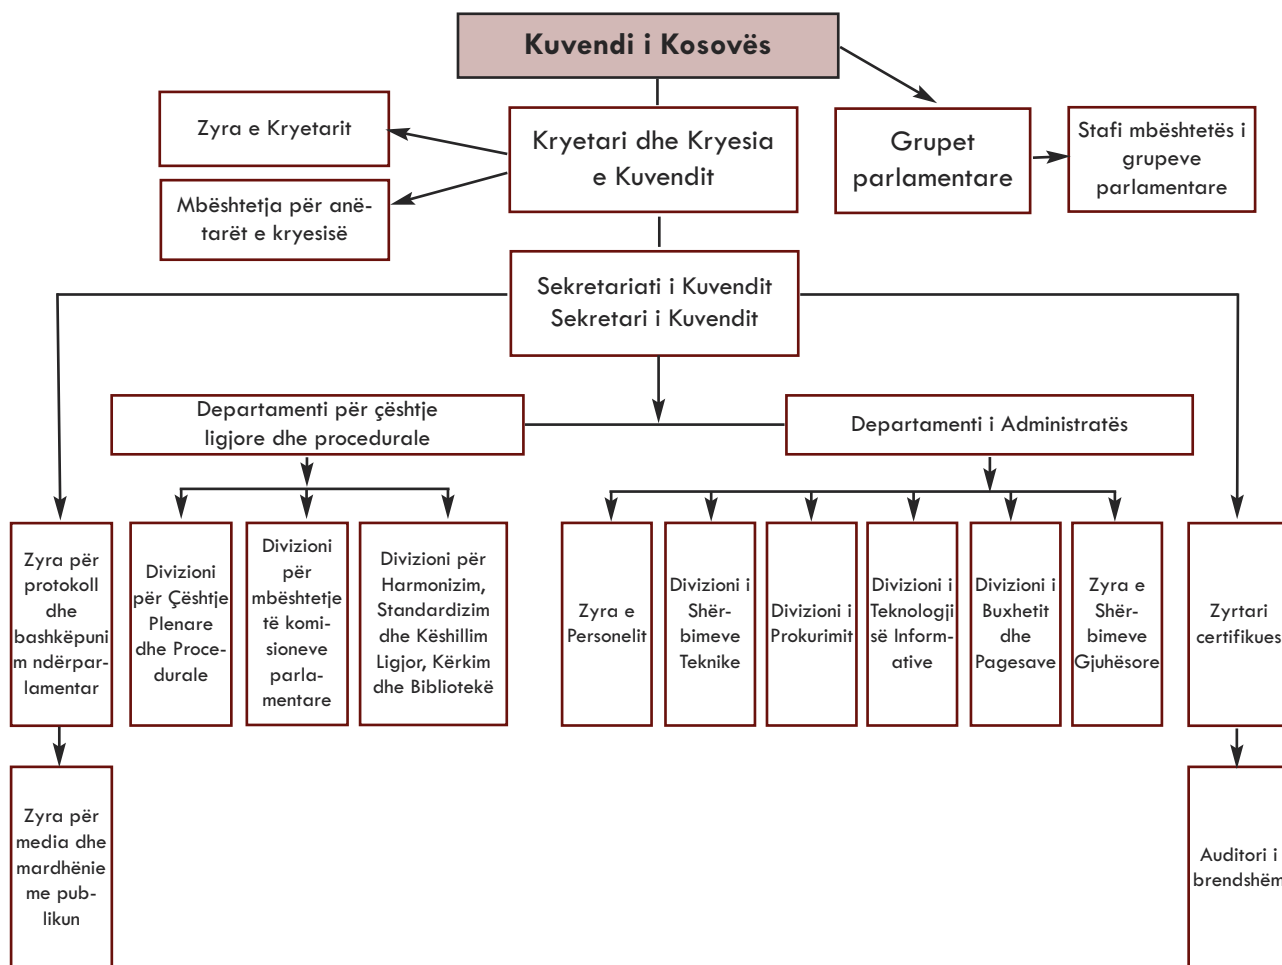 Kuvendi i Kosovës
Zyra e Kryetarit
Kryetari dhe Kryesia
e Kuvendit
Grupet
parlamentare
Stafi mbështetës i
grupeve
parlamentare
Mbështetja për anë-
tarët e kryesisë
Sekretariati i Kuvendit
Sekretari i Kuvendit
Departamenti për çështje
ligjore dhe procedurale
Departamenti i Administratës
Zyra për
protokoll
dhe
bashkëpuni
m ndërpar-
lamentar
Divizioni
për Çështje
Plenare
dhe Proce-
durale
Divizioni
për
mbështetje
të komi-
sioneve
parla-
mentare
Divizioni për
Harmonizim,
Standardizim
dhe Këshillim
Ligjor, Kërkim
dhe Bibliotekë
Zyra e
Personelit
Divizioni i
Shër-
bimeve
Teknike
Divizioni i
Prokurimit
Divizioni i
Teknologji
së Inform-
ative
Divizioni i
Buxhetit
dhe
Pagesave
Zyra e
Shër-
bimeve
Gjuhësore
Zyrtari
certifikues
Zyra për
media dhe
mardhënie
me pub-
likun
Auditori i
brendshëm